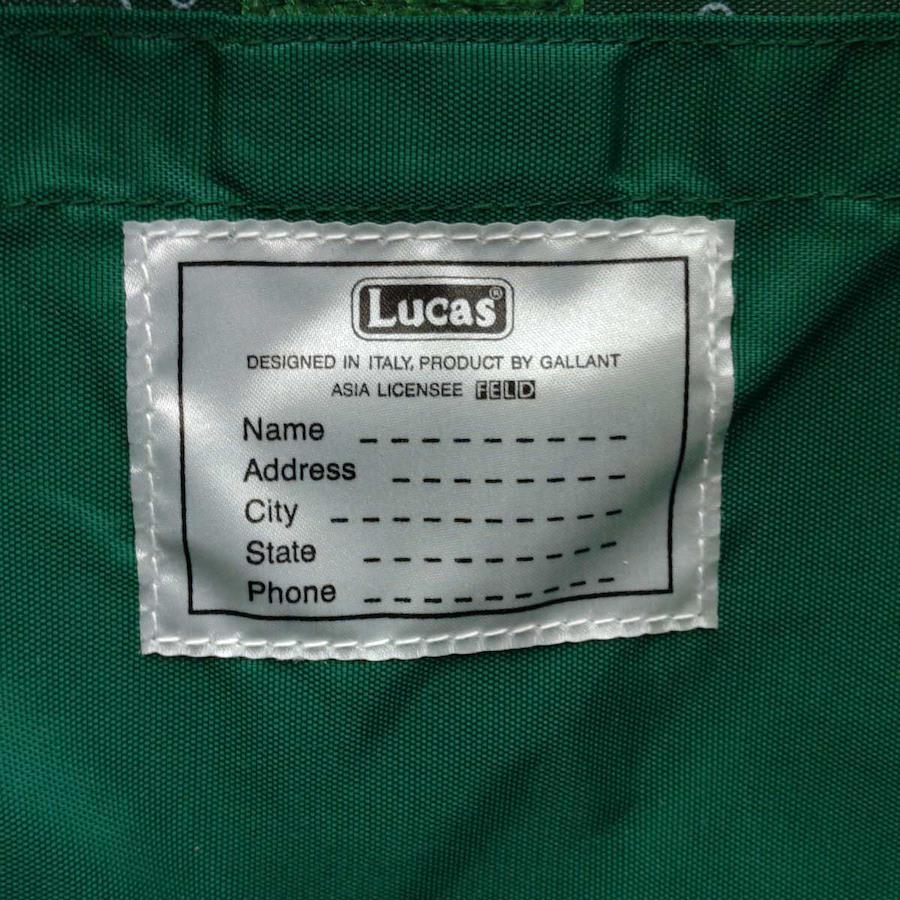 Lucas®
DESIGNED IN ITALY, PRODUCT BY GALLANT
ASIA LICENSEE FELD
Name
Address
City
State
Phone